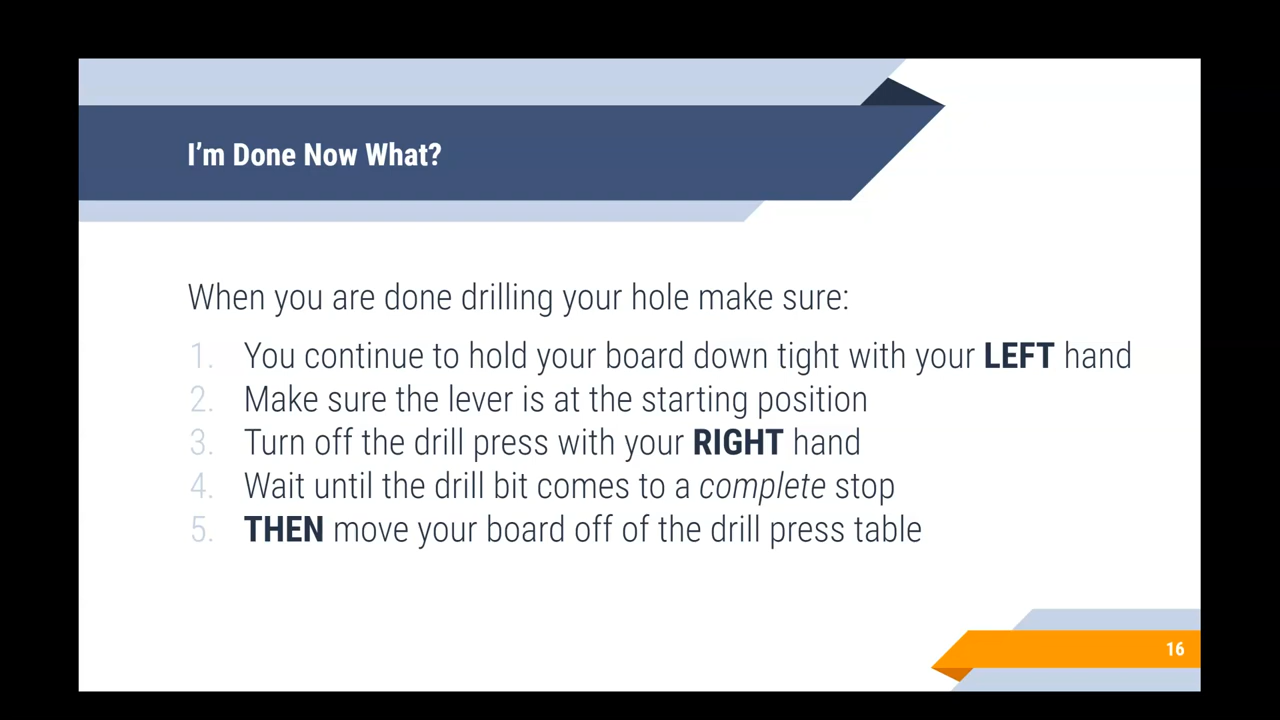 I'm Done Now What?
When you are done drilling your hole make sure:
1. You continue to hold your board down tight with your LEFT hand
2. Make sure the lever is at the starting position
3. Turn off the drill press with your RIGHT hand
4. Wait until the drill bit comes to a complete stop
5. THEN move your board off of the drill press table
16